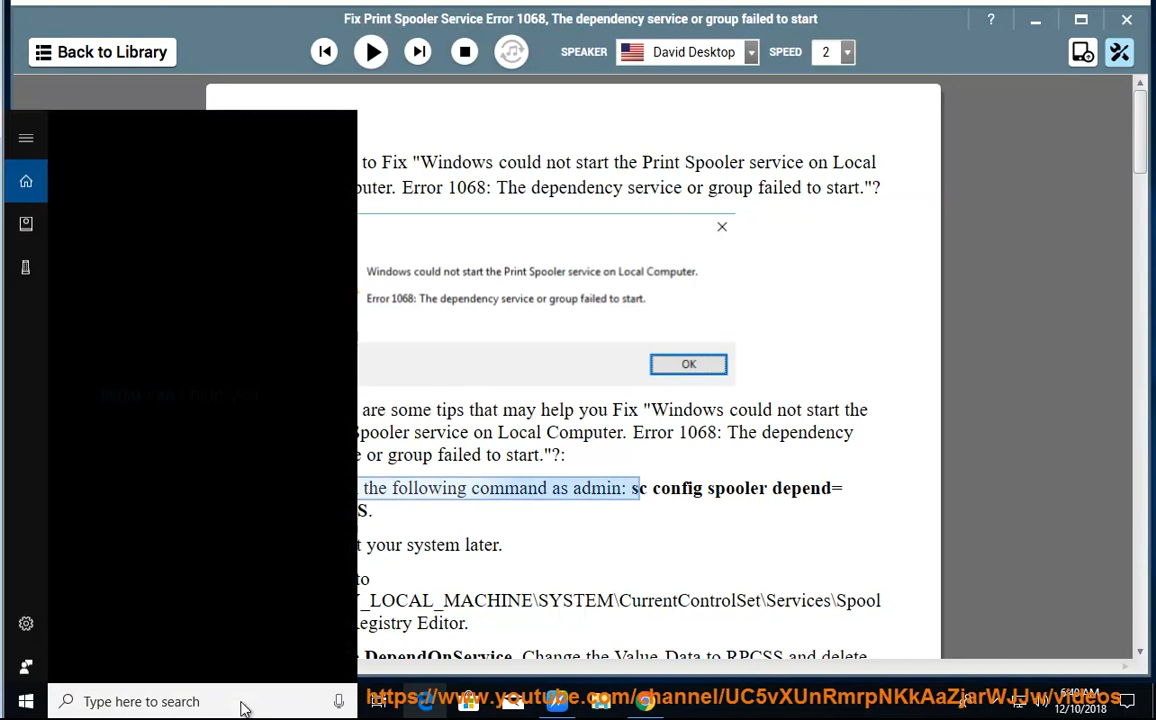 Fix Print Spooler Service Error 1068, The dependency service or group failed to start
Back to Library
SPEAKER
David Desktop
SPEED
2
to Fix "Windows could not start the Print Spooler service on Local
puter. Error 1068: The dependency service or group failed to start."?
Windows could not start the Print Spooler service on Local Computer.
Error 1068: The dependency service or group failed to start.
OK
are some tips that may help you Fix "Windows could not start the
Spooler service on Local Computer. Error 1068: The dependency
e or group failed to start."?:
the following command as admin: sc config spooler depend=
S.
t your system later.
to
_LOCAL_MACHINE\SYSTEM\CurrentControlSet\Services\Spool
Registry Editor.
DependOnService. Change the Value Data to RPCSS and delete
Type here to search
https://www.youtube.com/channel/UC5vXUnRmrpNKkAaZjarW.Hw/videos
12/10/2018